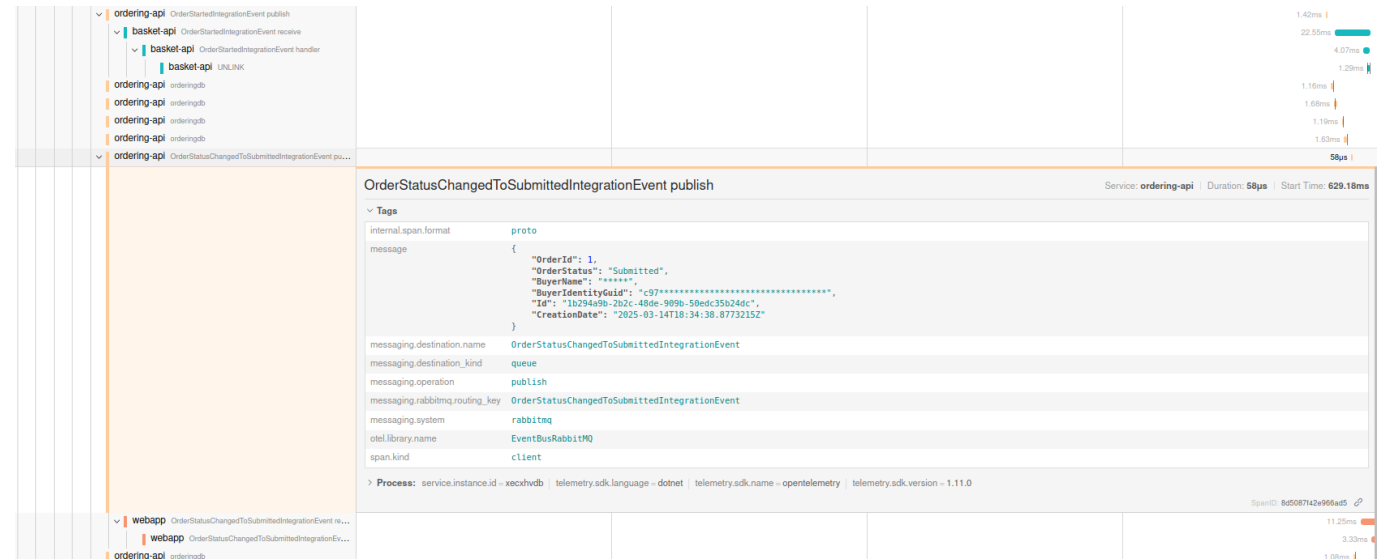 ordering-api OrderStartedIntegrationEvent publish 1.42ms
basket-api OrderStartedIntegrationEvent receive 22.55ms
basket-api OrderStartedIntegrationEvent handler 4.07ms
basket-api UNLINK 1.29ms
ordering-api orderingdb 1.16ms
ordering-api orderingdb 1.68ms
ordering-api orderingdb 1.19ms
ordering-api orderingdb 1.63ms
ordering-api OrderStatusChangedToSubmittedIntegrationEvent pu... 58μs
OrderStatusChangedToSubmittedIntegrationEvent publish Service: ordering-api Duration: 58μs Start Time: 629.18ms
Tags
internal.span.format proto
message {
"OrderId": 1,
"OrderStatus": "Submitted",
"BuyerName": "*****",
"BuyerIdentityGuid": "c97*********************************",
"Id": "1b294a9b-2b2c-48de-909b-50edc35b24dc",
"CreationDate": "2025-03-14T18:34:38.8773215Z"
}
messaging.destination.name OrderStatusChangedToSubmittedIntegrationEvent
messaging.destination_kind queue
messaging.operation publish
messaging.rabbitmq.routing_key OrderStatusChangedToSubmittedIntegrationEvent
messaging.system rabbitmq
otel.library.name EventBusRabbitMQ
span.kind client
Process: service.instance.id = xecxhvdb telemetry.sdk.language = dotnet telemetry.sdk.name = opentelemetry telemetry.sdk.version = 1.11.0
SpanID: 8d5087f42e966ad5
webapp OrderStatusChangedToSubmittedIntegrationEvent re... 11.25ms
webapp OrderStatusChangedToSubmittedIntegrationEv... 3.33ms
ordering-api orderingdb 1.08ms